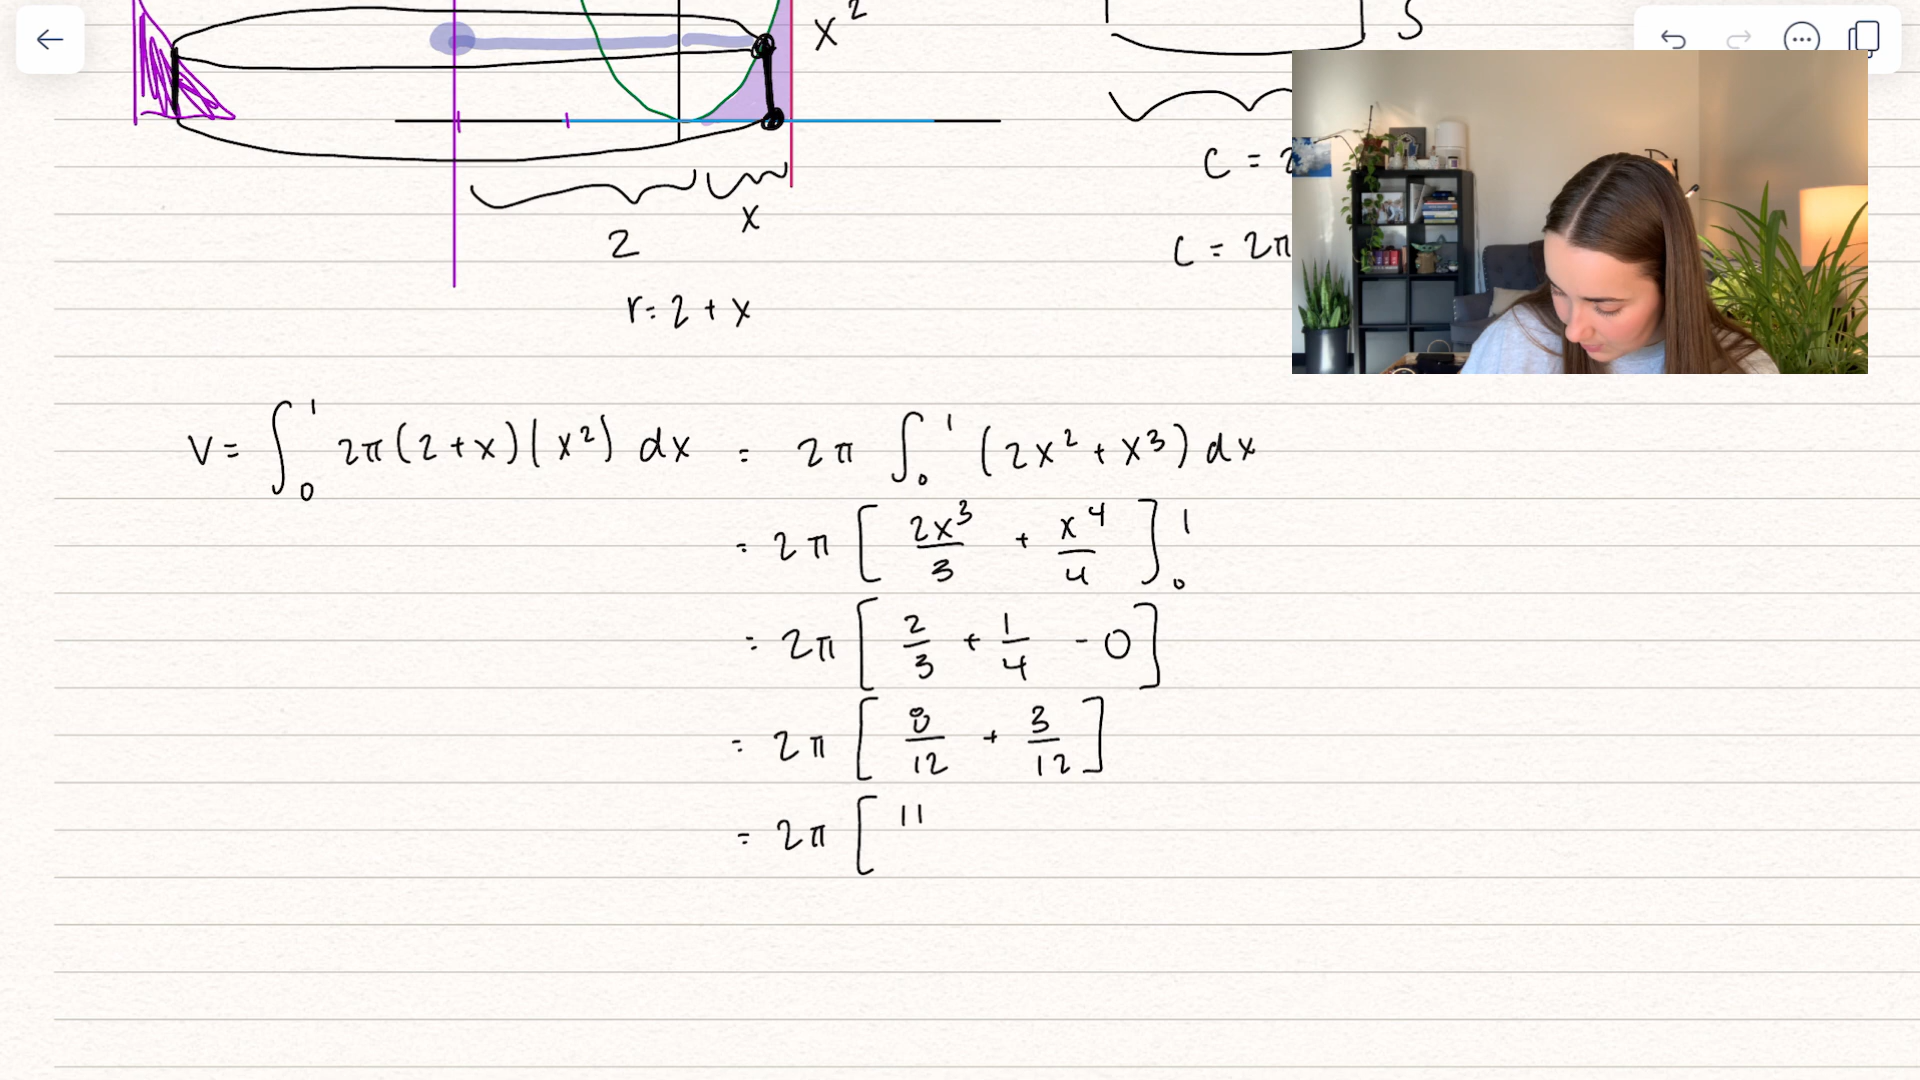 x²
S
C = 2
2
x
C = 2π
r = 2 + x
V = ∫₀¹ 2π(2+x)(x²) dx = 2π ∫₀¹ (2x² + x³) dx
= 2π [ 2x³/3 + x⁴/4 ]₀¹
= 2π [ 2/3 + 1/4 - 0 ]
= 2π [ 8/12 + 3/12 ]
= 2π [ 11